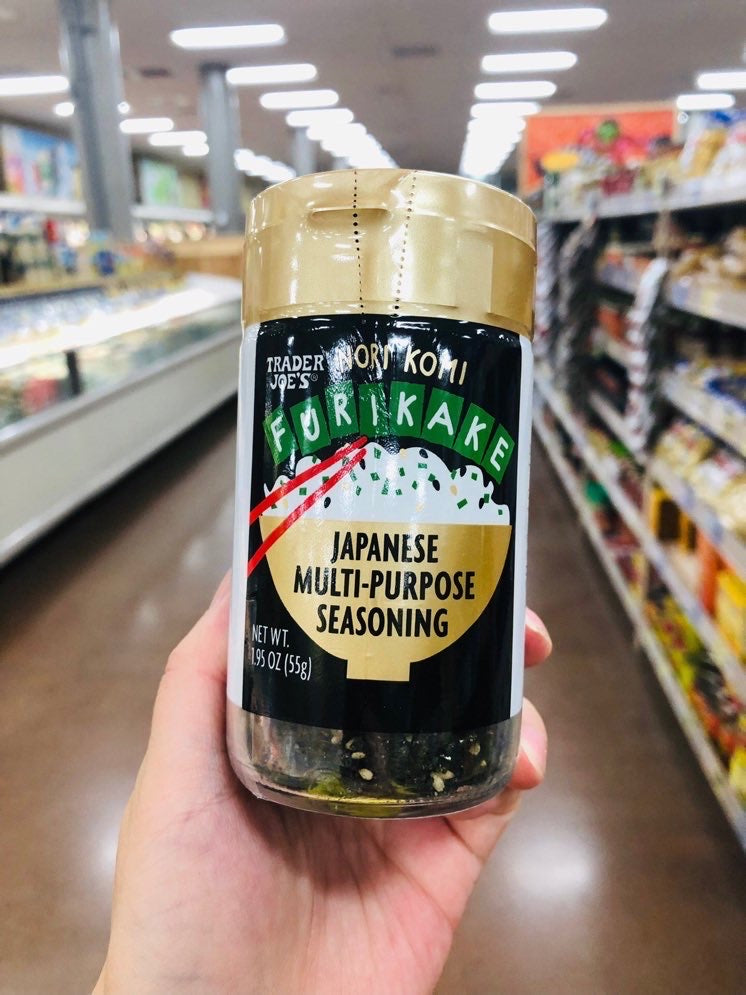 TRADER JOE'S®
NORI KOMI
FURIKAKE
JAPANESE
MULTI-PURPOSE
SEASONING
NET WT.
1.95 OZ (55g)